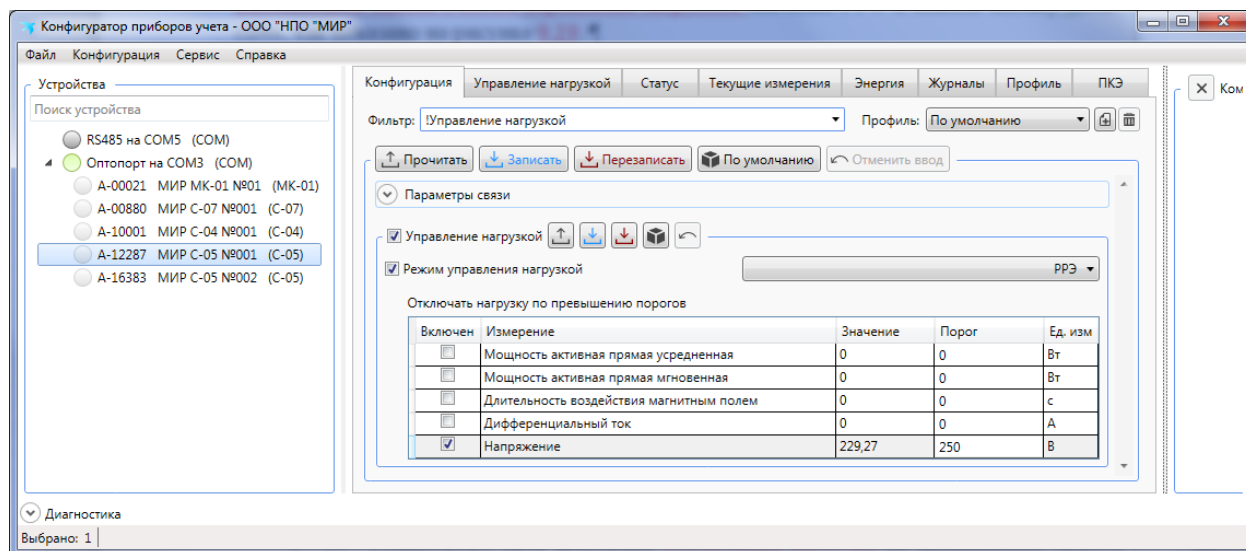 Конфигуратор приборов учета - ООО "НПО "МИР"
Файл Конфигурация Сервис Справка
Устройства
Поиск устройства
RS485 на COM5 (COM)
Оптопорт на COM3 (COM)
A-00021 МИР МК-01 №01 (МК-01)
A-00880 МИР С-07 №001 (С-07)
A-10001 МИР С-04 №001 (С-04)
A-12287 МИР С-05 №001 (С-05)
A-16383 МИР С-05 №002 (С-05)
Конфигурация Управление нагрузкой Статус Текущие измерения Энергия Журналы Профиль ПКЭ
Фильтр: !Управление нагрузкой Профиль: По умолчанию
Прочитать Записать Перезаписать По умолчанию Отменить ввод
Параметры связи
Управление нагрузкой
Режим управления нагрузкой РРЭ
Отключать нагрузку по превышению порогов
Включен Измерение Значение Порог Ед. изм
Мощность активная прямая усредненная 0 0 Вт
Мощность активная прямая мгновенная 0 0 Вт
Длительность воздействия магнитным полем 0 0 с
Дифференциальный ток 0 0 А
Напряжение 229,27 250 В
Ком
Диагностика
Выбрано: 1